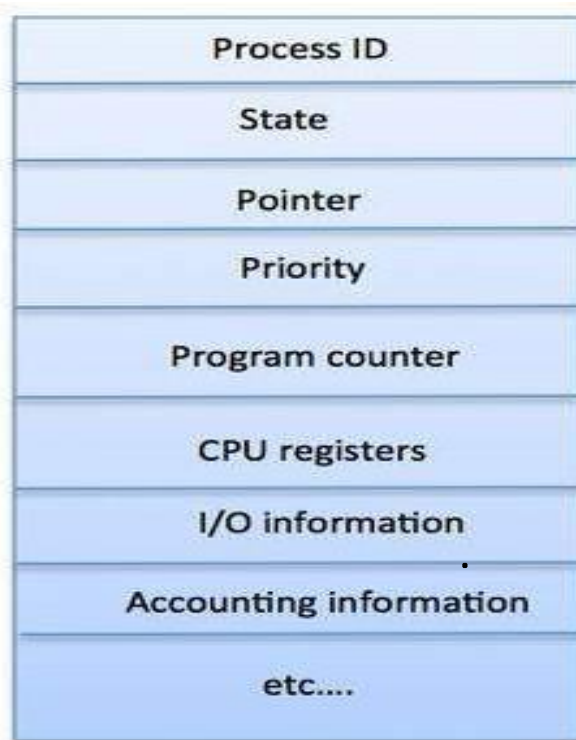 Process ID
State
Pointer
Priority
Program counter
CPU registers
I/O information
Accounting information
etc....